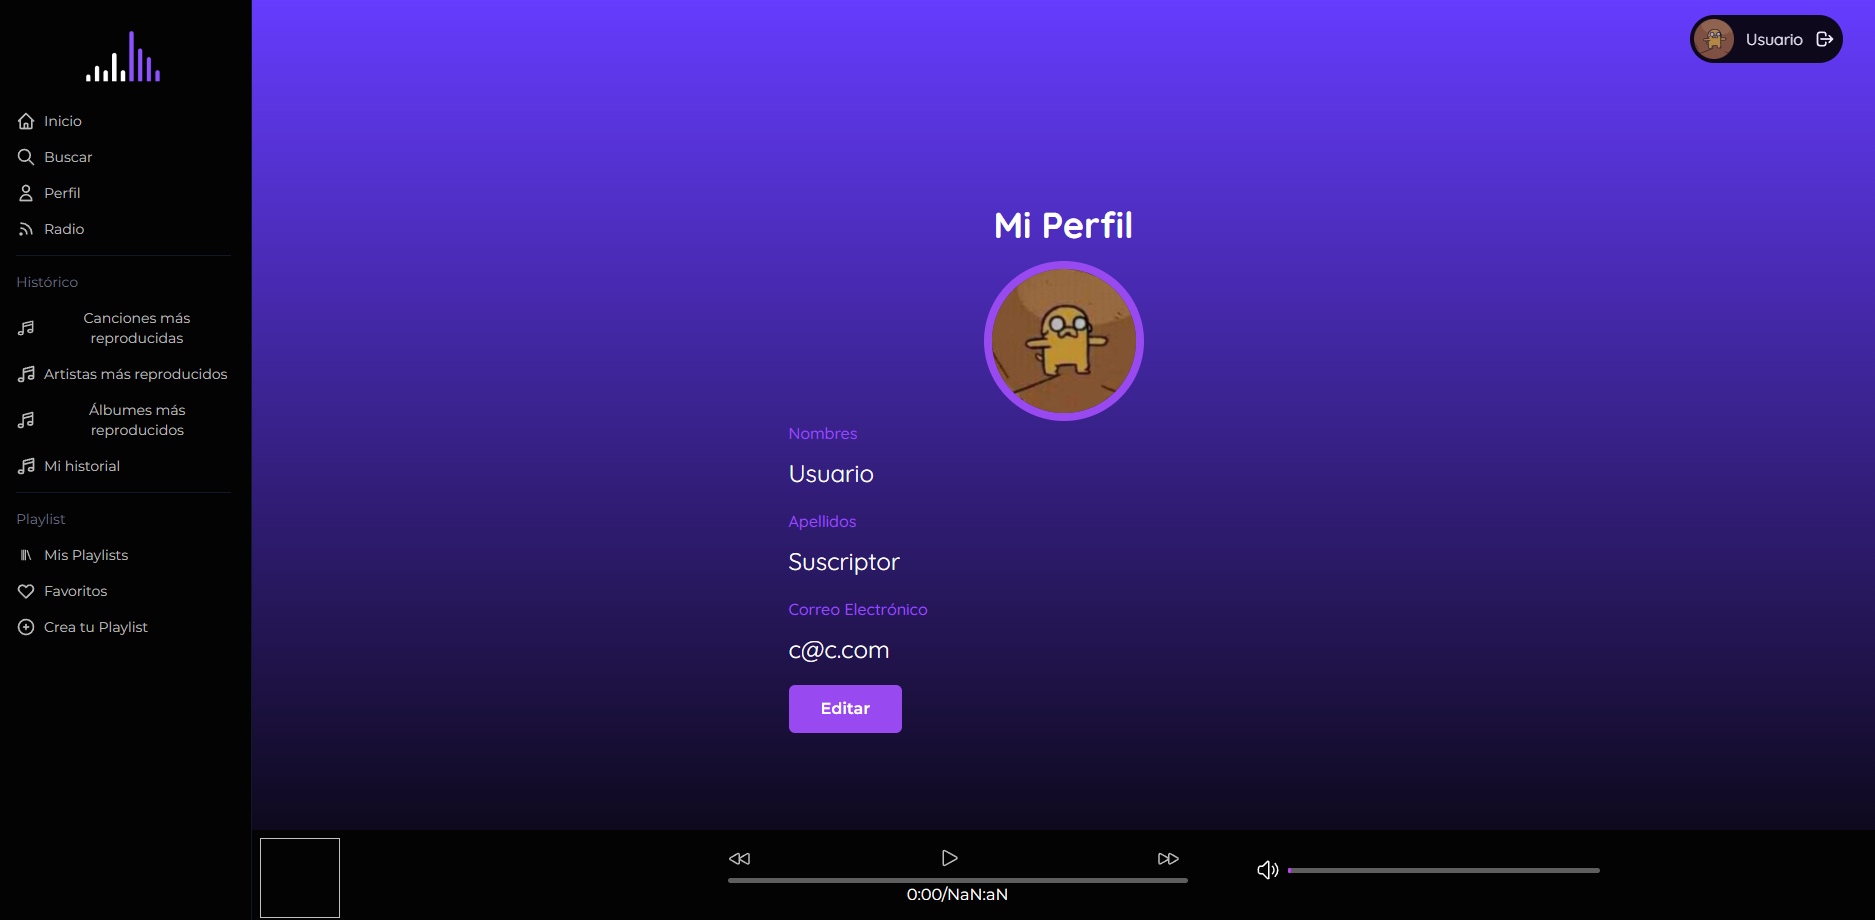 Inicio
Buscar
Perfil
Radio
Histórico
Canciones más
reproducidas
Artistas más reproducidos
Álbumes más
reproducidos
Mi historial
Playlist
Mis Playlists
Favoritos
Crea tu Playlist
Usuario
Mi Perfil
Nombres
Usuario
Apellidos
Suscriptor
Correo Electrónico
c@c.com
Editar
0:00/NaN:aN